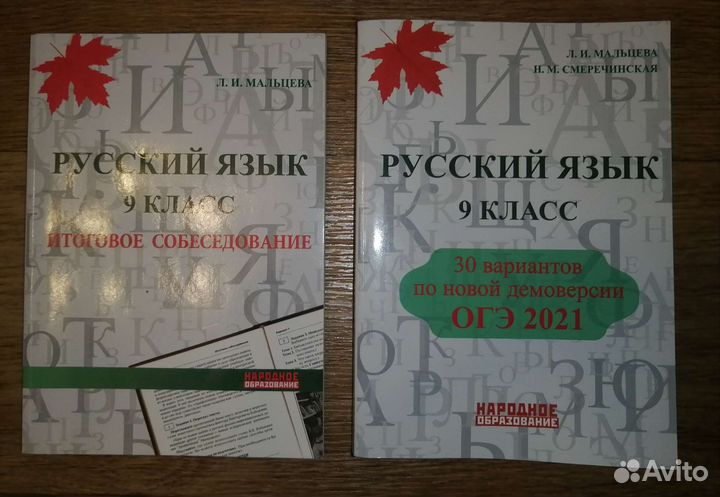 Л. И. МАЛЬЦЕВА
РУССКИЙ ЯЗЫК
9 КЛАСС
ИТОГОВОЕ СОБЕСЕДОВАНИЕ
НАРОДНОЕ
ОБРАЗОВАНИЕ
Л. И. МАЛЬЦЕВА
Н. М. СМЕРЕЧИНСКАЯ
РУССКИЙ ЯЗЫК
9 КЛАСС
30 вариантов
по новой демоверсии
ОГЭ 2021
НАРОДНОЕ
ОБРАЗОВАНИЕ
Avito